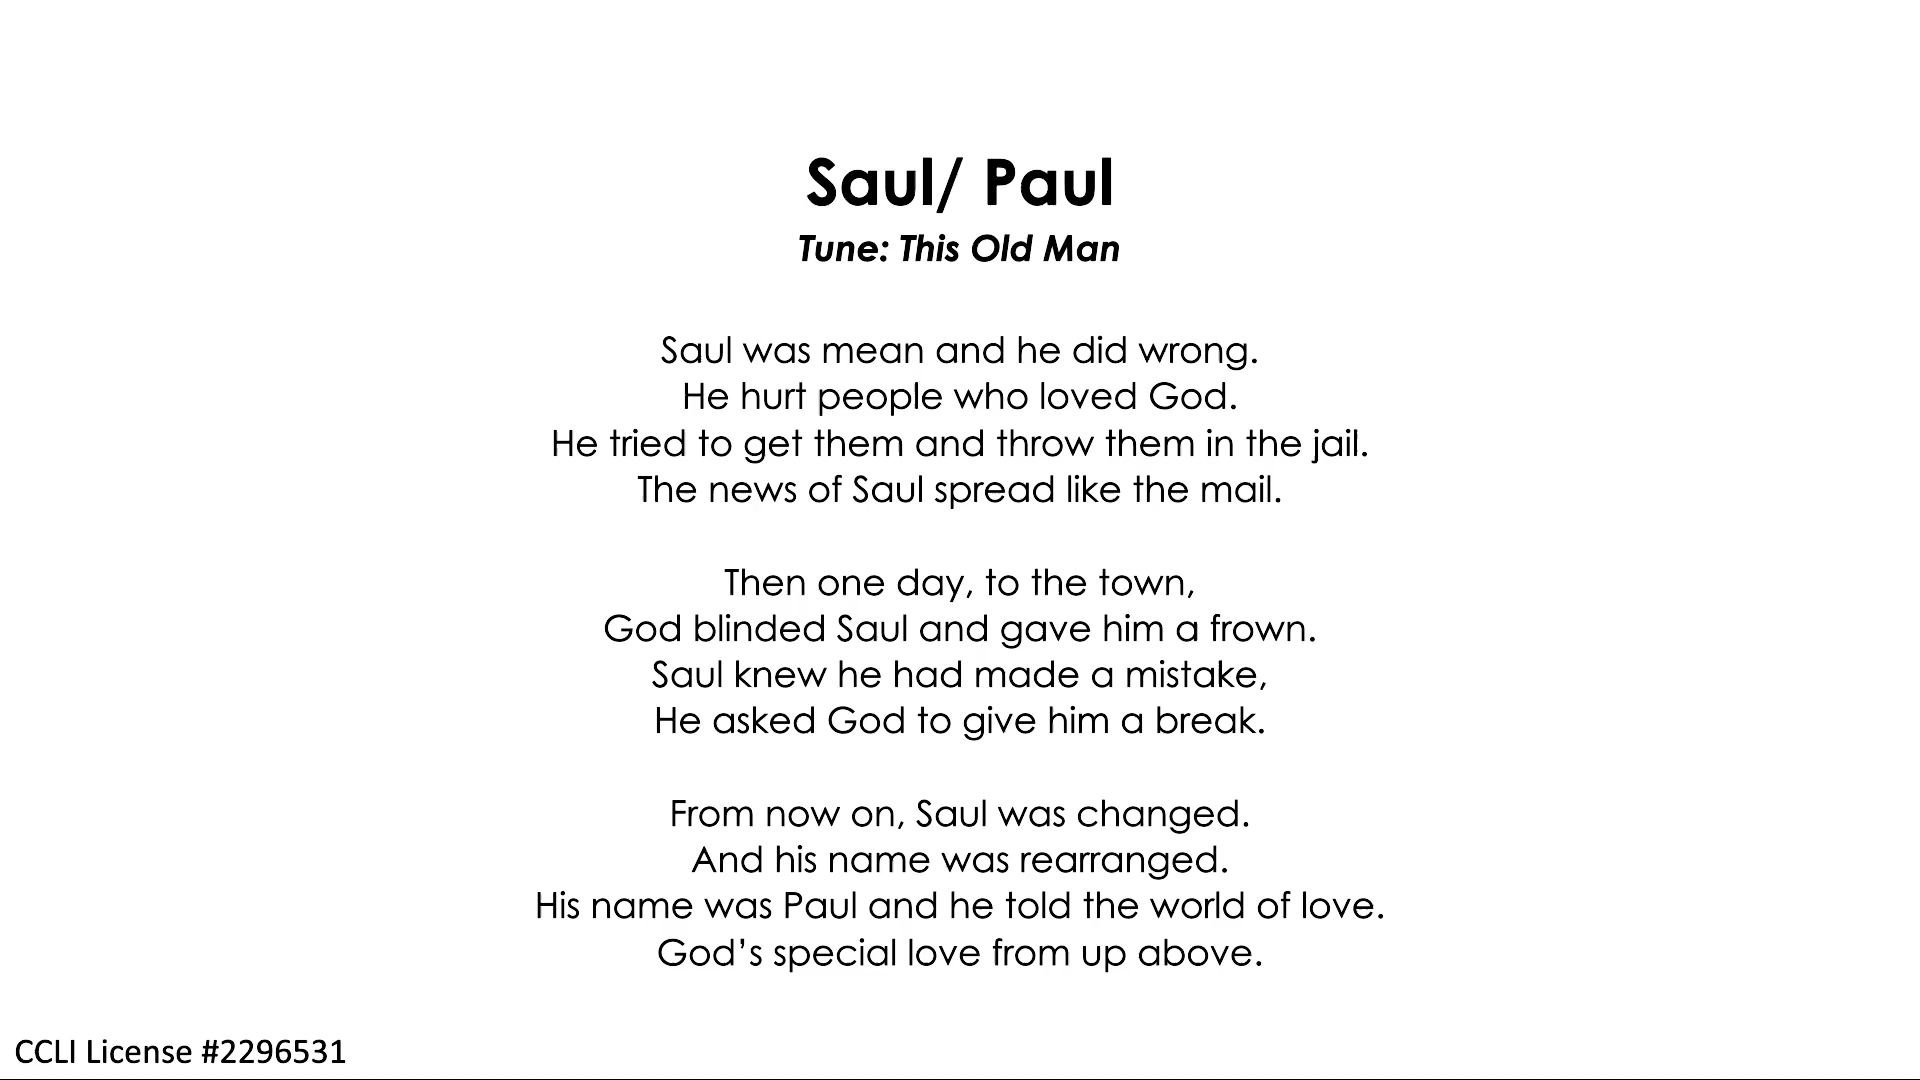 Saul/ Paul
Tune: This Old Man
Saul was mean and he did wrong.
He hurt people who loved God.
He tried to get them and throw them in the jail.
The news of Saul spread like the mail.
Then one day, to the town,
God blinded Saul and gave him a frown.
Saul knew he had made a mistake,
He asked God to give him a break.
From now on, Saul was changed.
And his name was rearranged.
His name was Paul and he told the world of love.
God’s special love from up above.
CCLI License #2296531